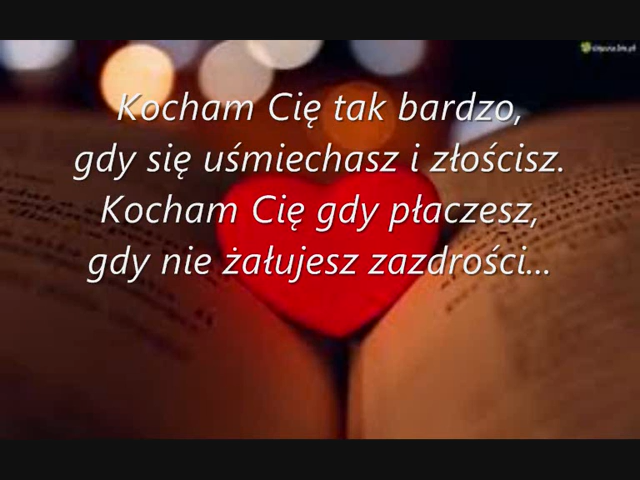 Kocham Cię tak bardzo,
gdy się uśmiechasz i złościsz.
Kocham Cię gdy płaczesz,
gdy nie żałujesz zazdrości...